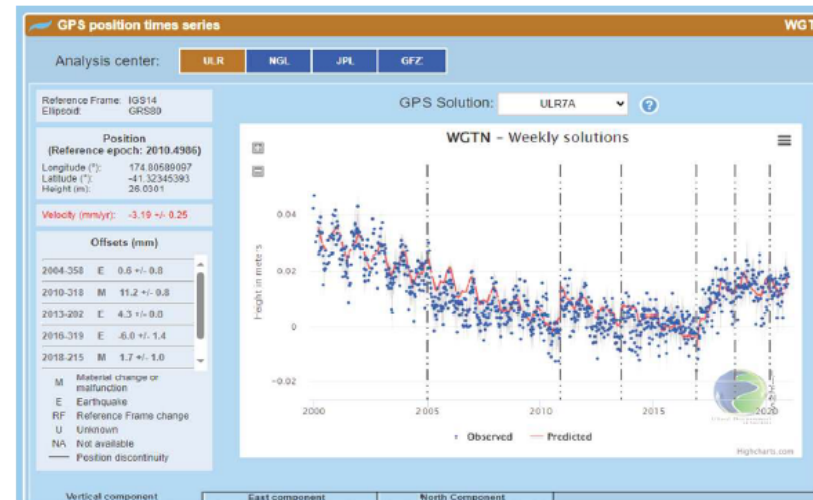 GPS position times series
WGT
Analysis center:
ULR
NGL
JPL
GFZ
Reference Frame: IGS14
Ellipsoid: GRS80
Position
(Reference epoch: 2010.4986)
Longitude (°): 174.80589097
Latitude (°): -41.32345393
Height (m): 26.0301
Velocity (mm/yr): -3.19 +/- 0.25
Offsets (mm)
2004-358 E 0.6 +/- 0.8
2010-318 M 11.2 +/- 0.8
2013-202 E 4.3 +/- 0.8
2016-319 E -6.0 +/- 1.4
2018-215 M 1.7 +/- 1.0
M Material change or
malfunction
E Earthquake
RF Reference Frame change
U Unknown
NA Not available
Position discontinuity
GPS Solution: ULR7A
?
WGTN - Weekly solutions
Height in meters
0.04
0.02
0
-0.02
2000
2005
2010
2015
2020
Observed
Predicted
Highcharts.com
Vertical component
East component
North Component